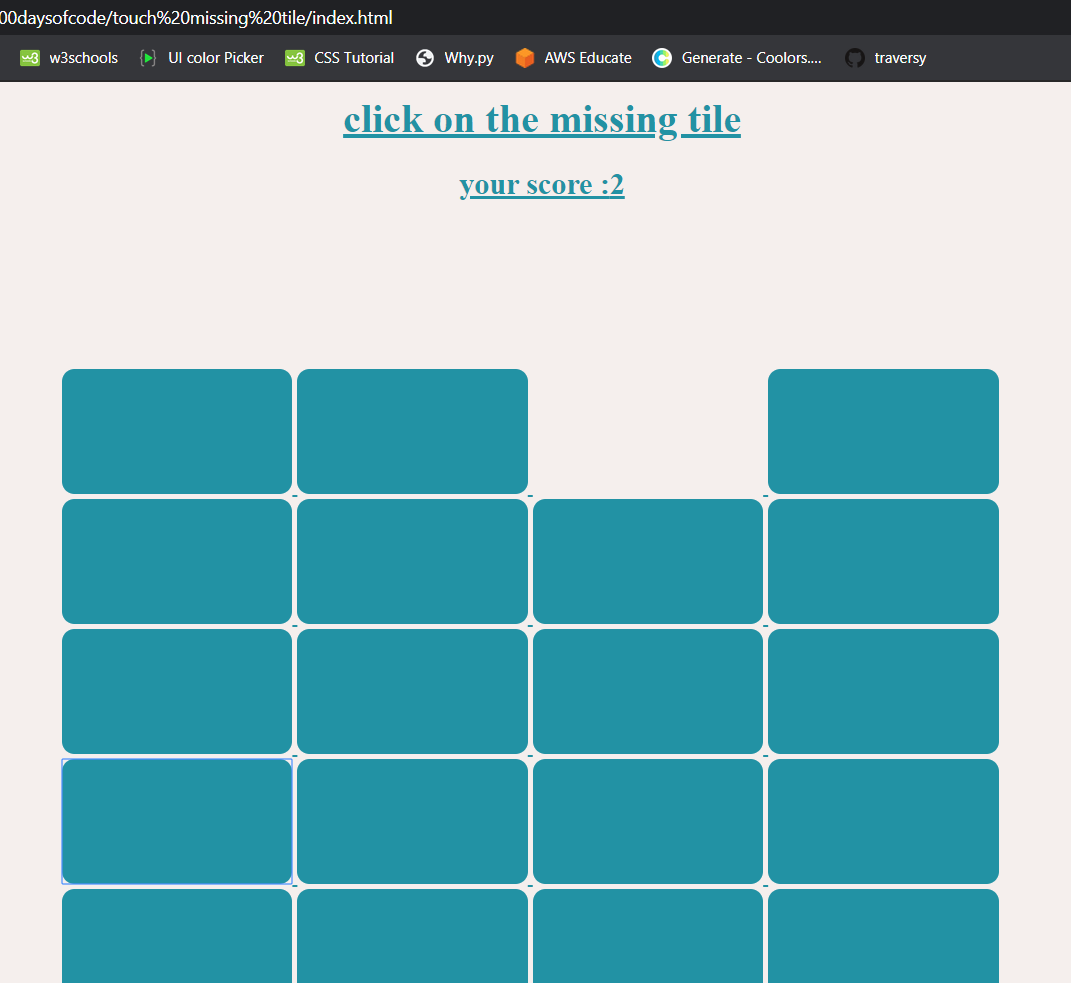 00daysofcode/touch%20missing%20tile/index.html
w3schools UI color Picker CSS Tutorial Why.py AWS Educate Generate - Coolors.... traversy
click on the missing tile
your score :2